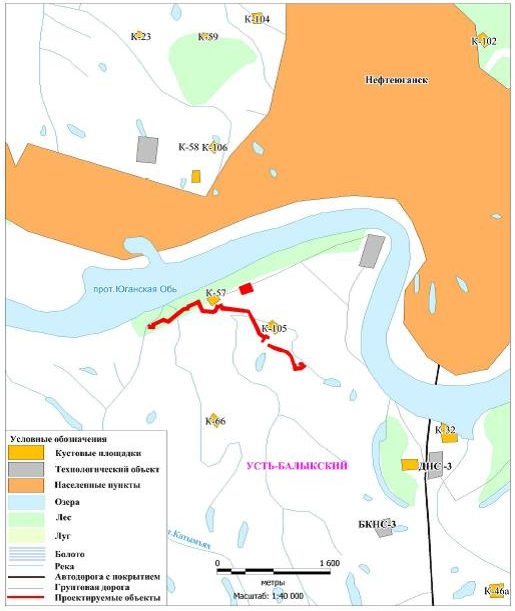 К-104
К-23
К-59
К-102
Нефтеюганск
К-58 К-106
прот.Юганская Обь
К-57
К-105
К-66
К-32
УСТЬ-БАЛЫКСКИЙ
ДНС-3
БКНС-3
р.Катымъях
К-46а
Условные обозначения
Кустовые площадки
Технологический объект
Населенные пункты
Озера
Лес
Луг
Болото
Река
Автодорога с покрытием
Грунтовая дорога
Проектируемые объекты
0 1 600
метры
Масштаб: 1:40 000